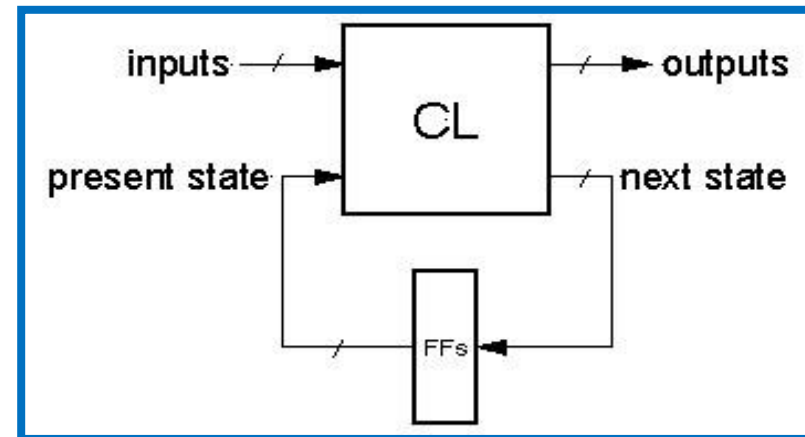 inputs
outputs
CL
present state
next state
FFs